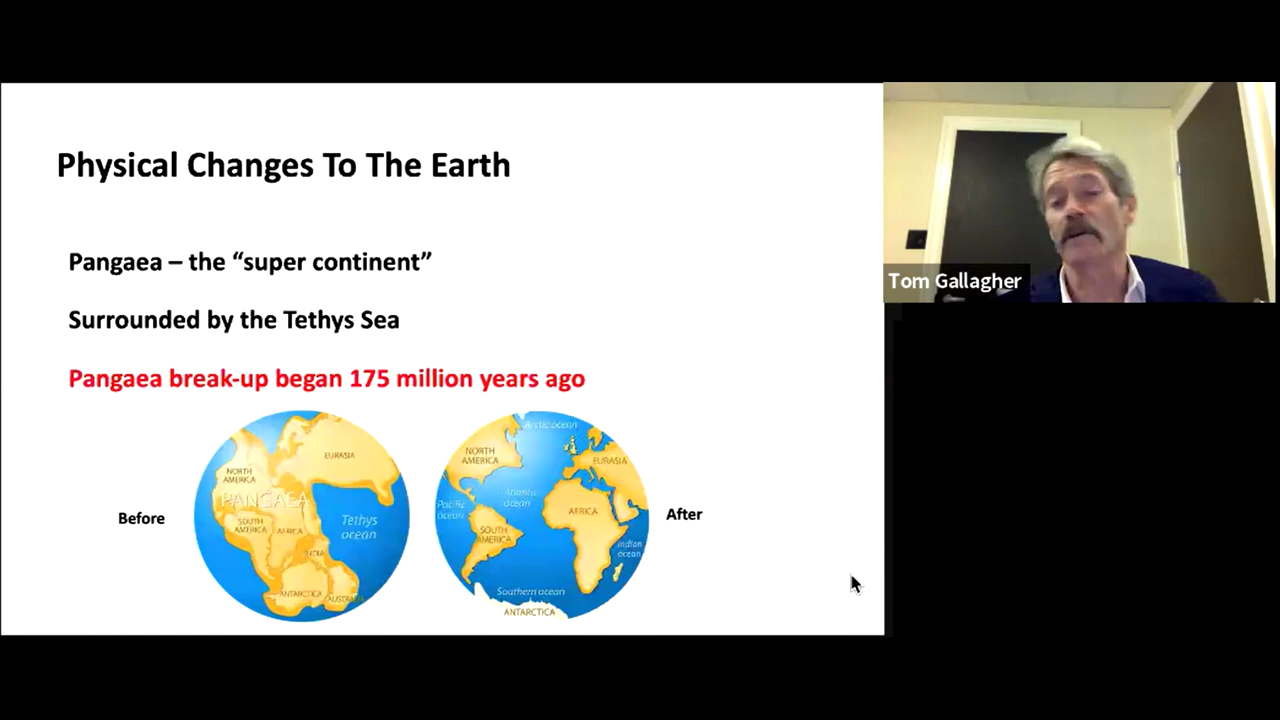 Physical Changes To The Earth
Pangaea – the “super continent”
Surrounded by the Tethys Sea
Pangaea break-up began 175 million years ago
Before
NORTH
AMERICA
EURASIA
PANGAEA
SOUTH
AMERICA
AFRICA
INDIA
Tethys
ocean
ANTARCTICA
AUSTRALIA
Arctic ocean
NORTH
AMERICA
EURASIA
Pacific
ocean
Atlantic
ocean
AFRICA
SOUTH
AMERICA
Indian
ocean
Southern ocean
ANTARCTICA
After
Tom Gallagher